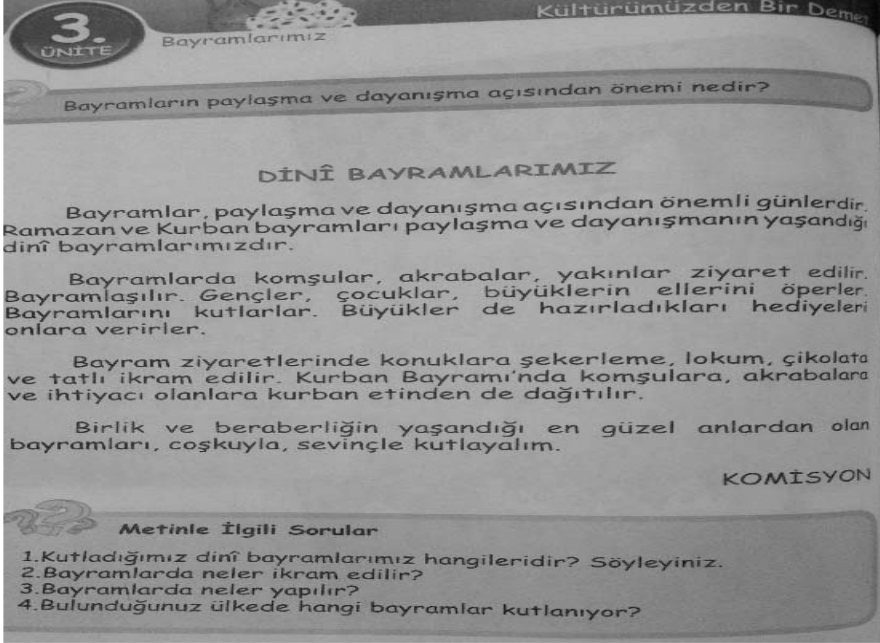 Kültürümüzden Bir Demet
3.
ÜNİTE
Bayramlarımız
Bayramların paylaşma ve dayanışma açısından önemi nedir?
DİNÎ BAYRAMLARIMIZ
Bayramlar, paylaşma ve dayanışma açısından önemli günlerdir.
Ramazan ve Kurban bayramları paylaşma ve dayanışmanın yaşandığı
dinî bayramlarımızdır.
Bayramlarda komşular, akrabalar, yakınlar ziyaret edilir.
Bayramlaşılır. Gençler, çocuklar, büyüklerin ellerini öperler.
Bayramlarını kutlarlar. Büyükler de hazırladıkları hediyeleri
onlara verirler.
Bayram ziyaretlerinde konuklara şekerleme, lokum, çikolata
ve tatlı ikram edilir. Kurban Bayramı'nda komşulara, akrabalara
ve ihtiyacı olanlara kurban etinden de dağıtılır.
Birlik ve beraberliğin yaşandığı en güzel anlardan olan
bayramları, coşkuyla, sevinçle kutlayalım.
KOMİSYON
Metinle İlgili Sorular
1.Kutladığımız dinî bayramlarımız hangileridir? Söyleyiniz.
2.Bayramlarda neler ikram edilir?
3.Bayramlarda neler yapılır?
4.Bulunduğunuz ülkede hangi bayramlar kutlanıyor?